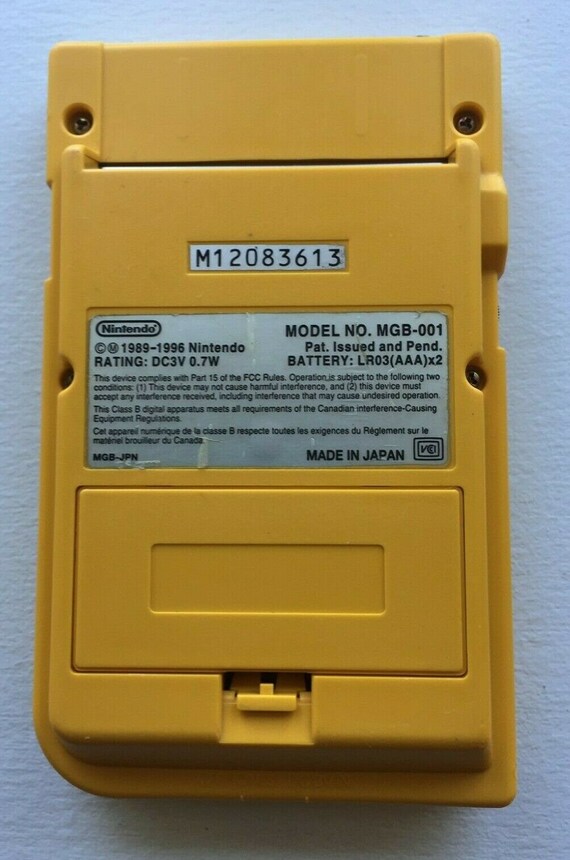 M12083613
Nintendo
©Ⓜ 1989-1996 Nintendo
RATING: DC3V 0.7W
MODEL NO. MGB-001
Pat. Issued and Pend.
BATTERY: LR03(AAA)x2
This device complies with Part 15 of the FCC Rules. Operation is subject to the following two
conditions: (1) This device may not cause harmful interference, and (2) this device must
accept any interference received, including interference that may cause undesired operation.
This Class B digital apparatus meets all requirements of the Canadian Interference-Causing
Equipment Regulations.
Cet appareil numérique de la classe B respecte toutes les exigences du Règlement sur le
matériel brouilleur du Canada
MGB-JPN
MADE IN JAPAN
VCI